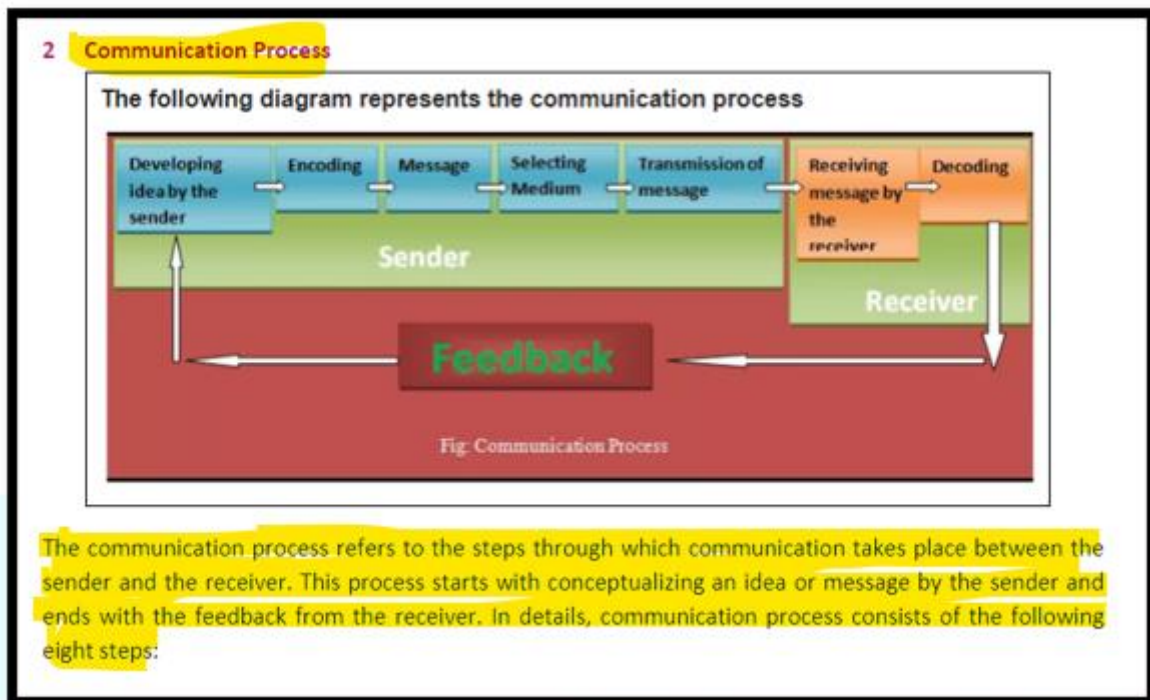 2 Communication Process
The following diagram represents the communication process
Developing
idea by the
sender
Encoding
Message
Selecting
Medium
Transmission of
message
Receiving
message by
the
receiver
Decoding
Sender
Receiver
Feedback
Fig: Communication Process
The communication process refers to the steps through which communication takes place between the
sender and the receiver. This process starts with conceptualizing an idea or message by the sender and
ends with the feedback from the receiver. In details, communication process consists of the following
eight steps: